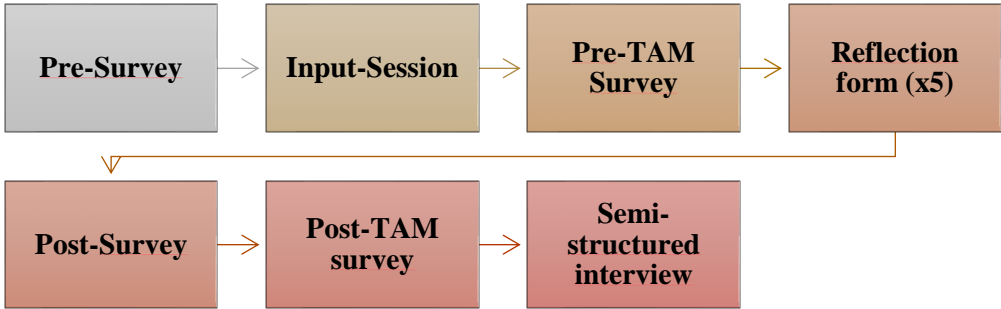 Pre-Survey
Input-Session
Pre-TAM
Survey
Reflection
form (x5)
Post-Survey
Post-TAM
survey
Semi-
structured
interview